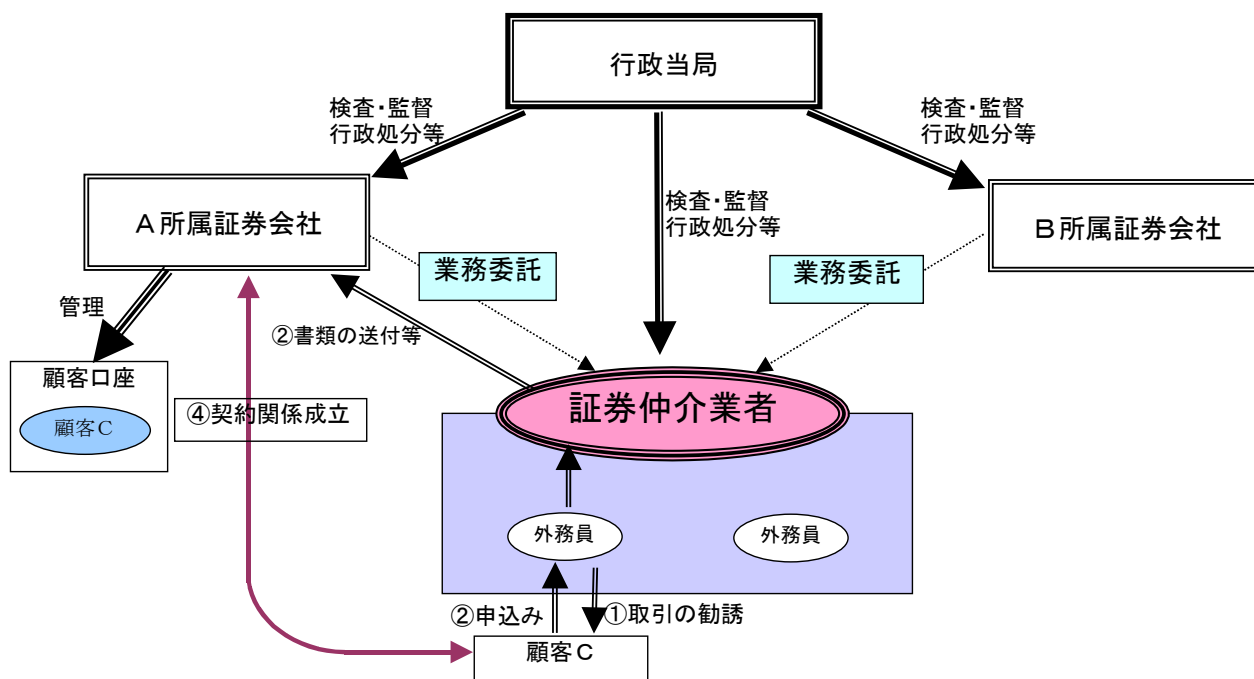 行政当局
検査・監督
行政処分等
検査・監督
行政処分等
検査・監督
行政処分等
A所属証券会社
B所属証券会社
業務委託
業務委託
管理
②書類の送付等
顧客口座
顧客C
④契約関係成立
証券仲介業者
外務員
外務員
②申込み
①取引の勧誘
顧客C